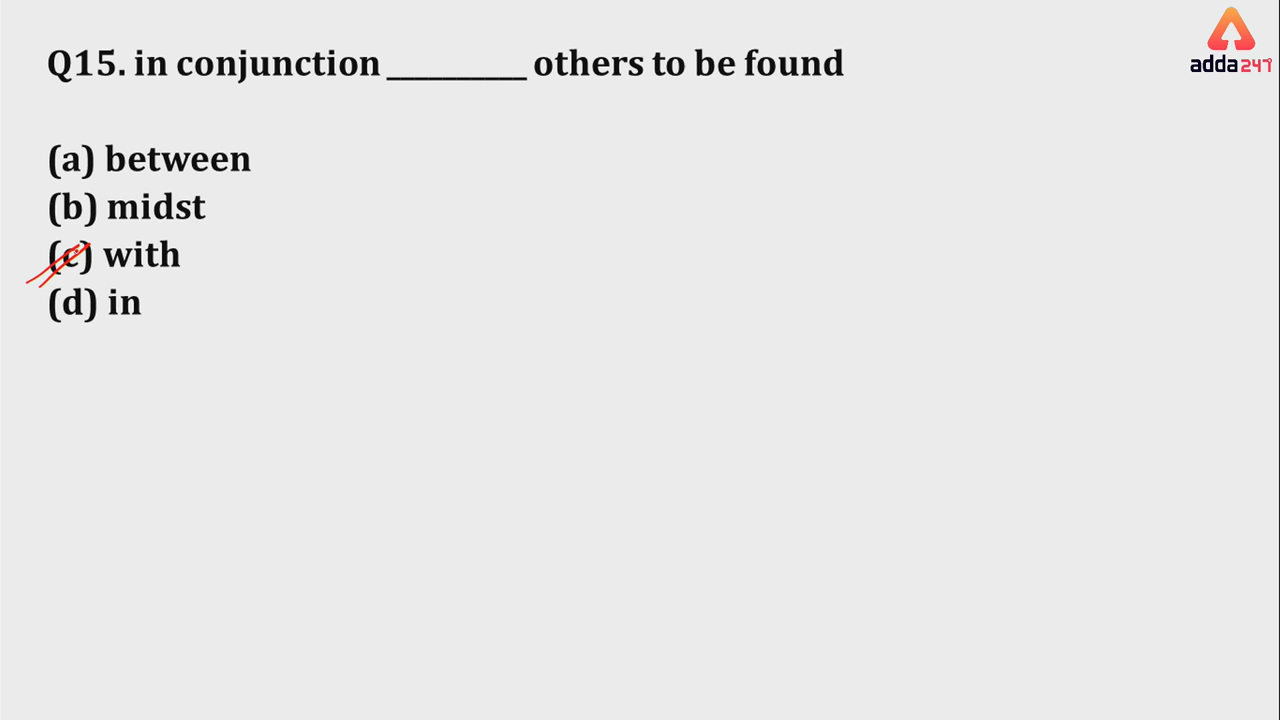 Q15. in conjunction __________ others to be found
adda247
(a) between
(b) midst
(c) with
(d) in